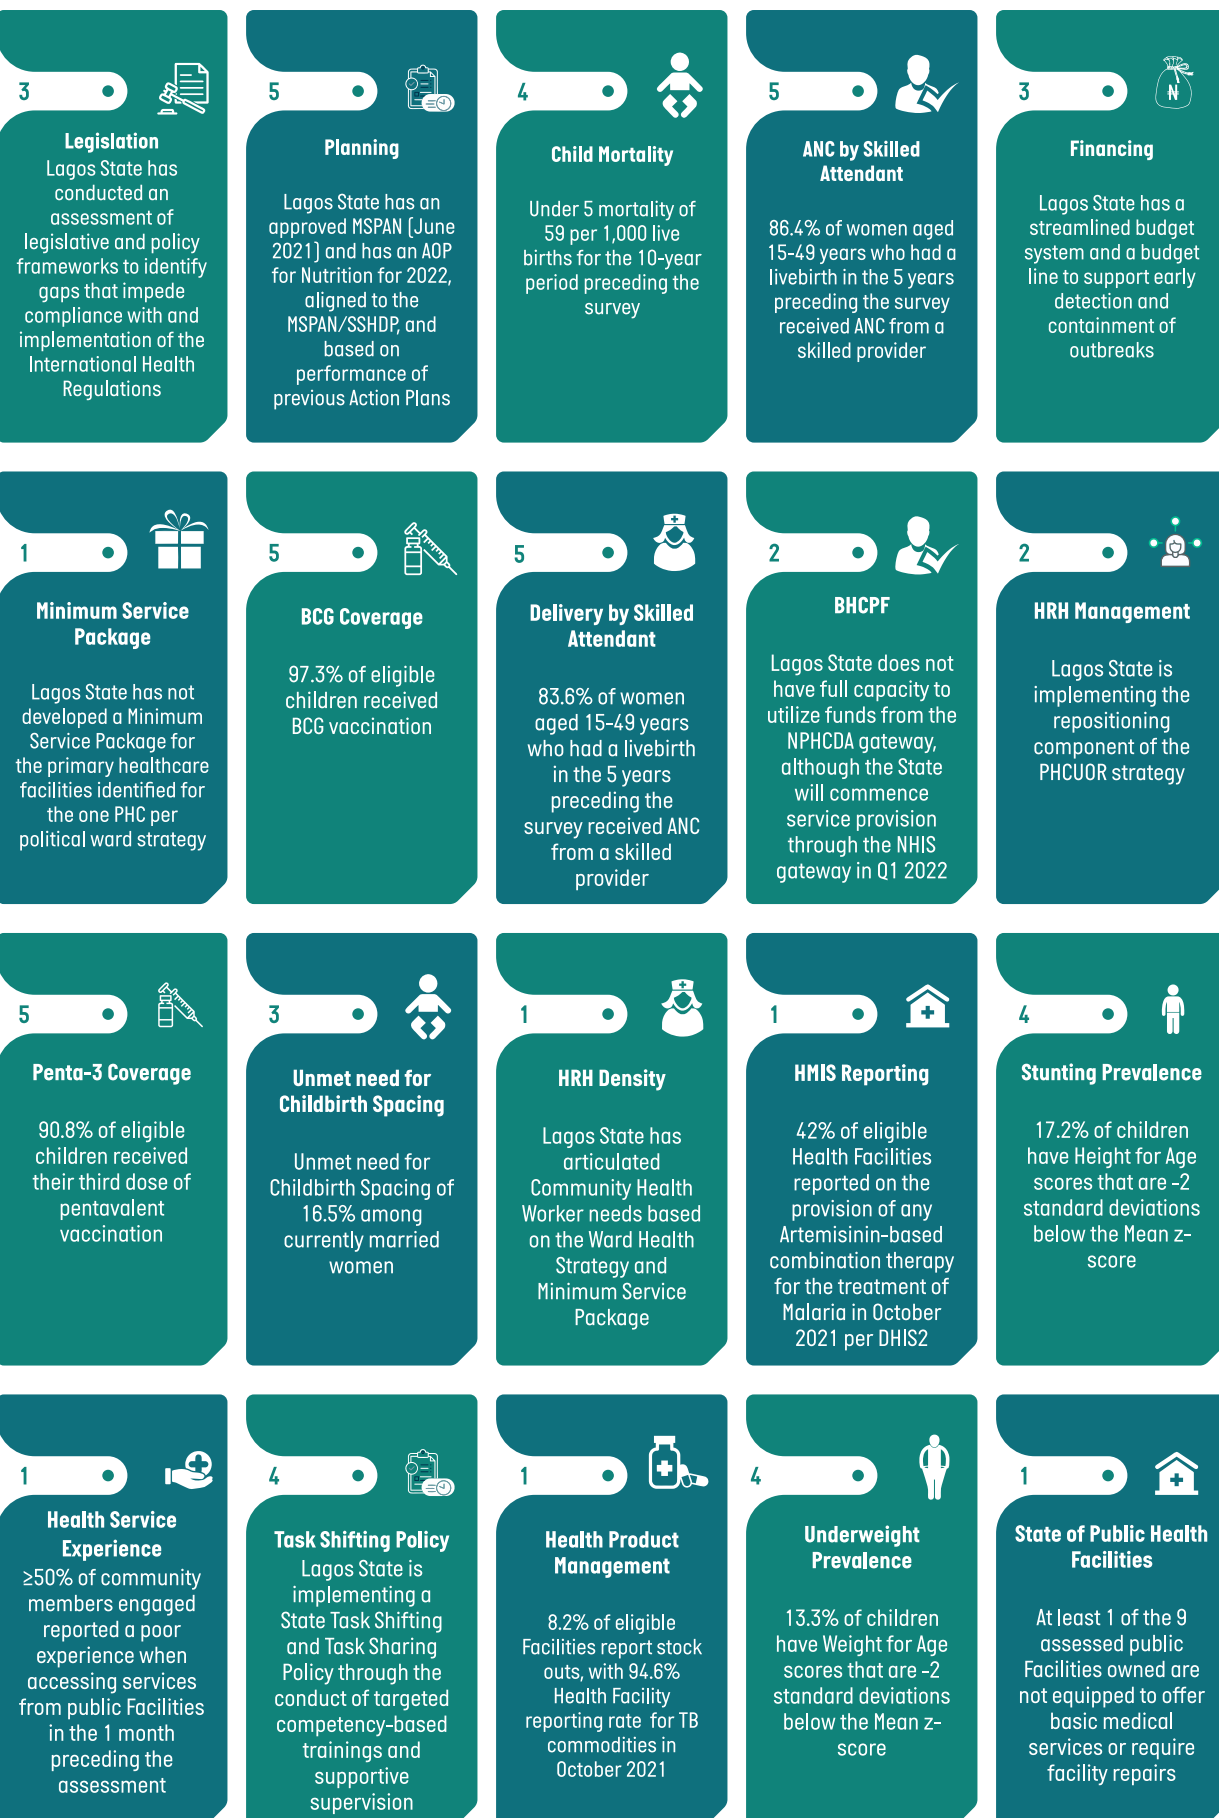 3
Legislation
Lagos State has
conducted an
assessment of
legislative and policy
frameworks to identify
gaps that impede
compliance with and
implementation of the
International Health
Regulations
5
Planning
Lagos State has an
approved MSPAN (June
2021) and has an AOP
for Nutrition for 2022,
aligned to the
MSPAN/SSHDP, and
based on
performance of
previous Action Plans
4
Child Mortality
Under 5 mortality of
59 per 1,000 live
births for the 10-year
period preceding the
survey
5
ANC by Skilled
Attendant
86.4% of women aged
15-49 years who had a
livebirth in the 5 years
preceding the survey
received ANC from a
skilled provider
3
₦
Financing
Lagos State has a
streamlined budget
system and a budget
line to support early
detection and
containment of
outbreaks
1
Minimum Service
Package
Lagos State has not
developed a Minimum
Service Package for
the primary healthcare
facilities identified for
the one PHC per
political ward strategy
5
BCG Coverage
97.3% of eligible
children received
BCG vaccination
5
Delivery by Skilled
Attendant
83.6% of women
aged 15-49 years
who had a livebirth
in the 5 years
preceding the
survey received ANC
from a skilled
provider
2
BHCPF
Lagos State does not
have full capacity to
utilize funds from the
NPHCDA gateway,
although the State
will commence
service provision
through the NHIS
gateway in Q1 2022
2
HRH Management
Lagos State is
implementing the
repositioning
component of the
PHCUOR strategy
5
Penta-3 Coverage
90.8% of eligible
children received
their third dose of
pentavalent
vaccination
3
Unmet need for
Childbirth Spacing
Unmet need for
Childbirth Spacing of
16.5% among
currently married
women
1
HRH Density
Lagos State has
articulated
Community Health
Worker needs based
on the Ward Health
Strategy and
Minimum Service
Package
1
HMIS Reporting
42% of eligible
Health Facilities
reported on the
provision of any
Artemisinin-based
combination therapy
for the treatment of
Malaria in October
2021 per DHIS2
4
Stunting Prevalence
17.2% of children
have Height for Age
scores that are -2
standard deviations
below the Mean z-
score
1
Health Service
Experience
≥50% of community
members engaged
reported a poor
experience when
accessing services
from public Facilities
in the 1 month
preceding the
assessment
4
Task Shifting Policy
Lagos State is
implementing a
State Task Shifting
and Task Sharing
Policy through the
conduct of targeted
competency-based
trainings and
supportive
supervision
1
Health Product
Management
8.2% of eligible
Facilities report stock
outs, with 94.6%
Health Facility
reporting rate for TB
commodities in
October 2021
4
Underweight
Prevalence
13.3% of children
have Weight for Age
scores that are -2
standard deviations
below the Mean z-
score
1
State of Public Health
Facilities
At least 1 of the 9
assessed public
Facilities owned are
not equipped to offer
basic medical
services or require
facility repairs